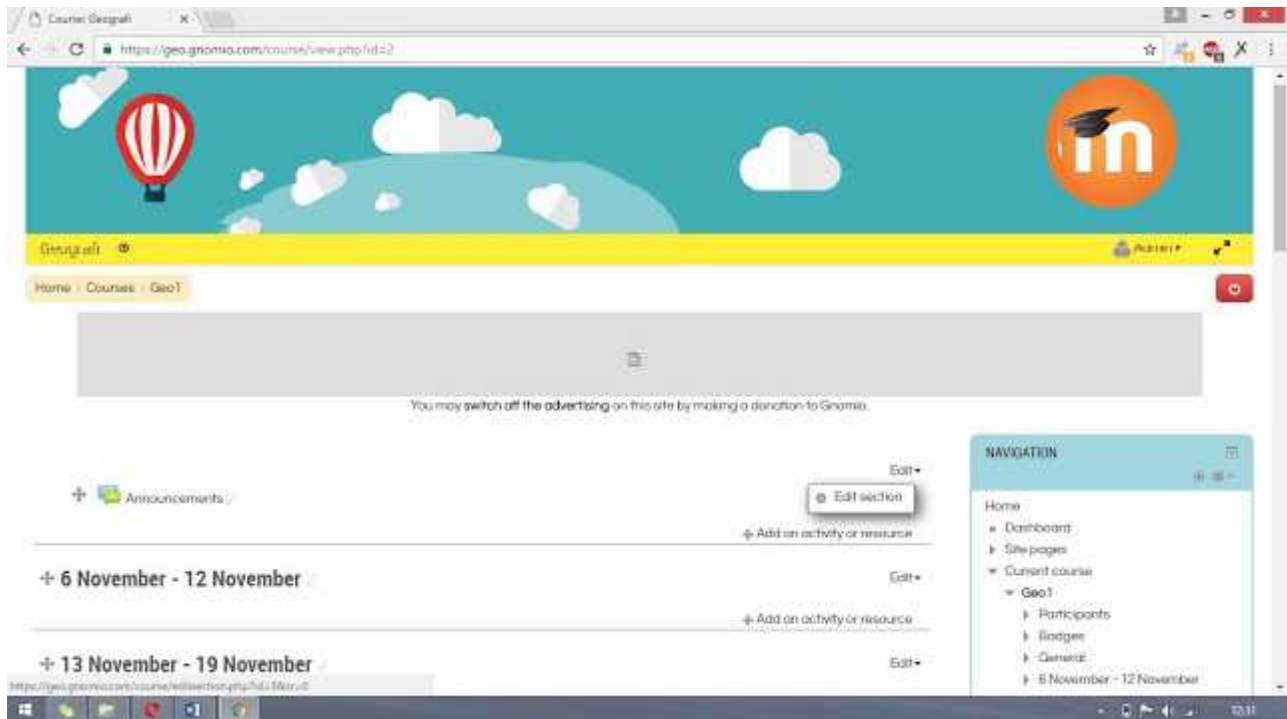 Course: Geografi
https://geo.gnomio.com/course/view.php?id=2
m
Geografi
Admin
Home Courses Geo1
You may switch off the advertising on this site by making a donation to Gnomio.
Edit
Announcements
Edit section
+ Add an activity or resource
6 November - 12 November
Edit
+ Add an activity or resource
13 November - 19 November
Edit
NAVIGATION
Home
Dashboard
Site pages
Current course
Geo1
Participants
Badges
General
6 November - 12 November